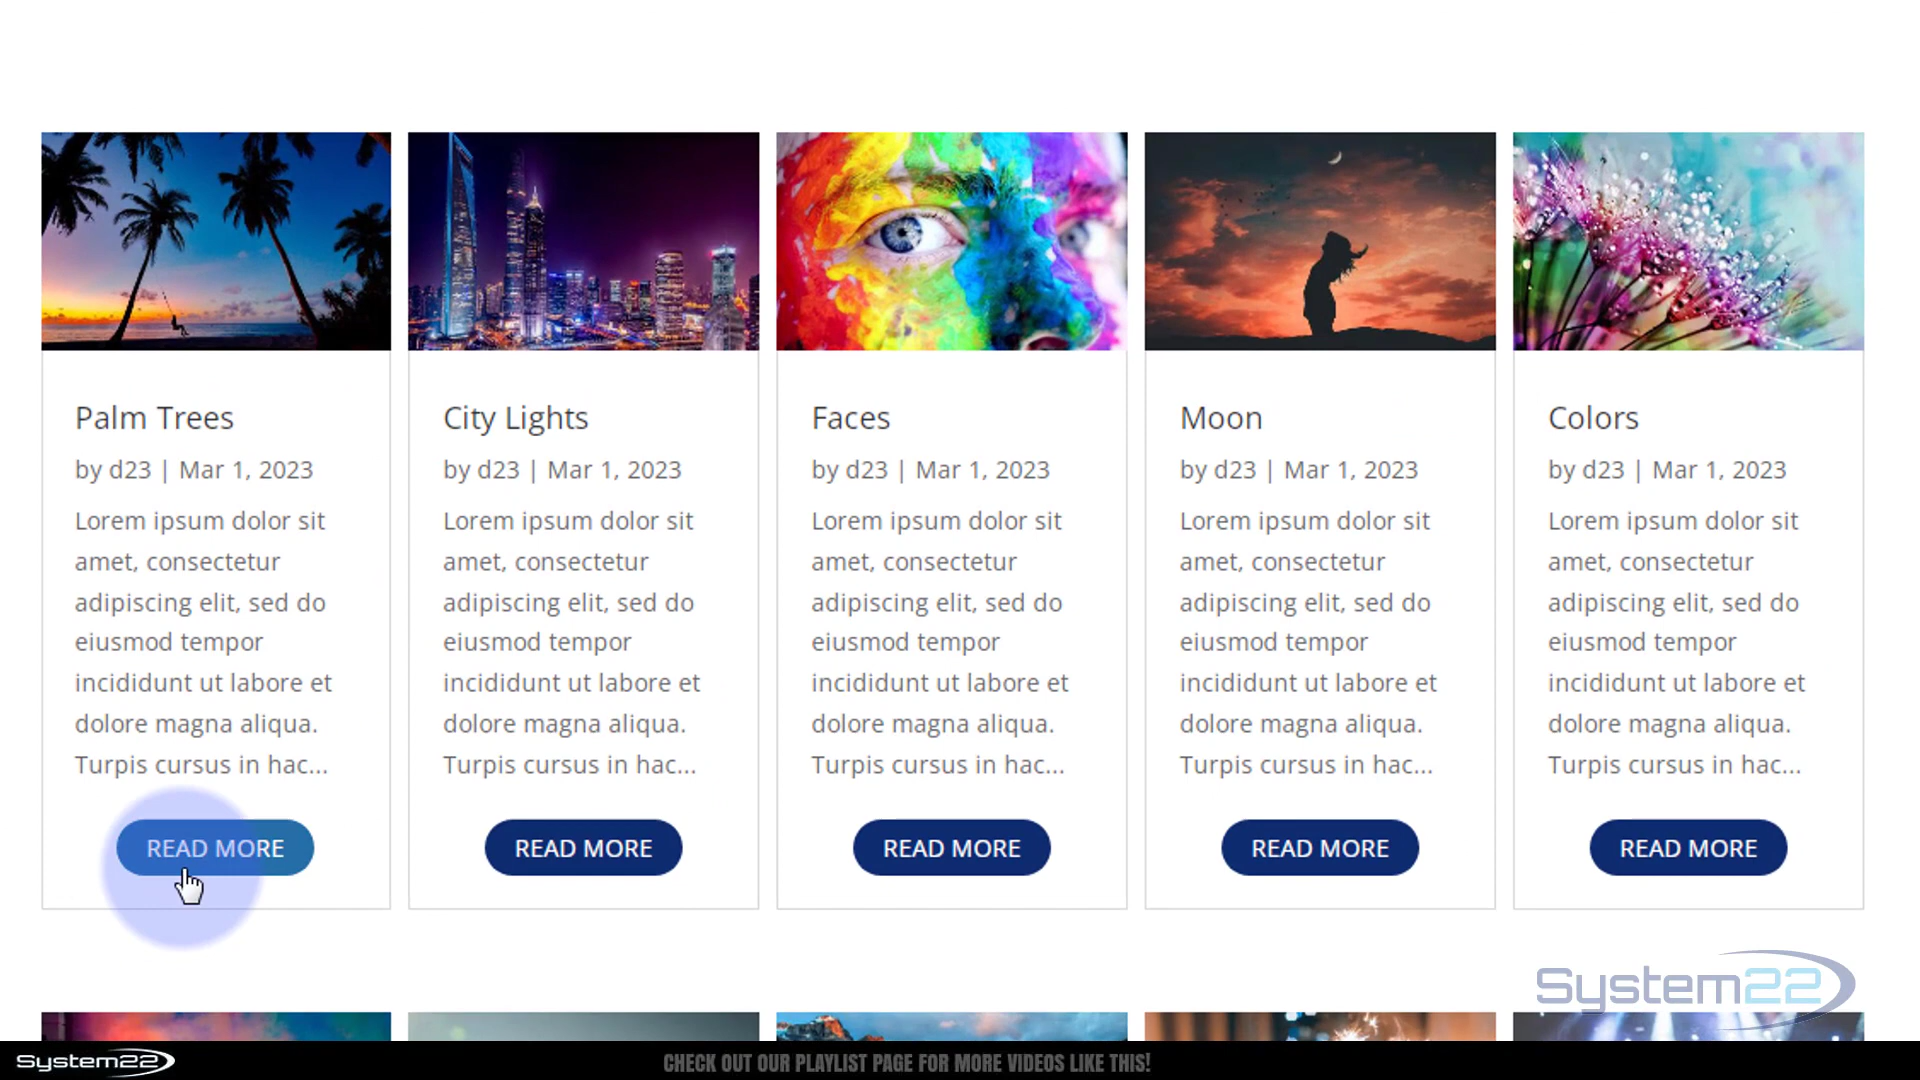 Palm Trees
by d23 | Mar 1, 2023
Lorem ipsum dolor sit
amet, consectetur
adipiscing elit, sed do
eiusmod tempor
incididunt ut labore et
dolore magna aliqua.
Turpis cursus in hac...
READ MORE
City Lights
by d23 | Mar 1, 2023
Lorem ipsum dolor sit
amet, consectetur
adipiscing elit, sed do
eiusmod tempor
incididunt ut labore et
dolore magna aliqua.
Turpis cursus in hac...
READ MORE
Faces
by d23 | Mar 1, 2023
Lorem ipsum dolor sit
amet, consectetur
adipiscing elit, sed do
eiusmod tempor
incididunt ut labore et
dolore magna aliqua.
Turpis cursus in hac...
READ MORE
Moon
by d23 | Mar 1, 2023
Lorem ipsum dolor sit
amet, consectetur
adipiscing elit, sed do
eiusmod tempor
incididunt ut labore et
dolore magna aliqua.
Turpis cursus in hac...
READ MORE
Colors
by d23 | Mar 1, 2023
Lorem ipsum dolor sit
amet, consectetur
adipiscing elit, sed do
eiusmod tempor
incididunt ut labore et
dolore magna aliqua.
Turpis cursus in hac...
READ MORE
System22
System22
CHECK OUT OUR PLAYLIST PAGE FOR MORE VIDEOS LIKE THIS!